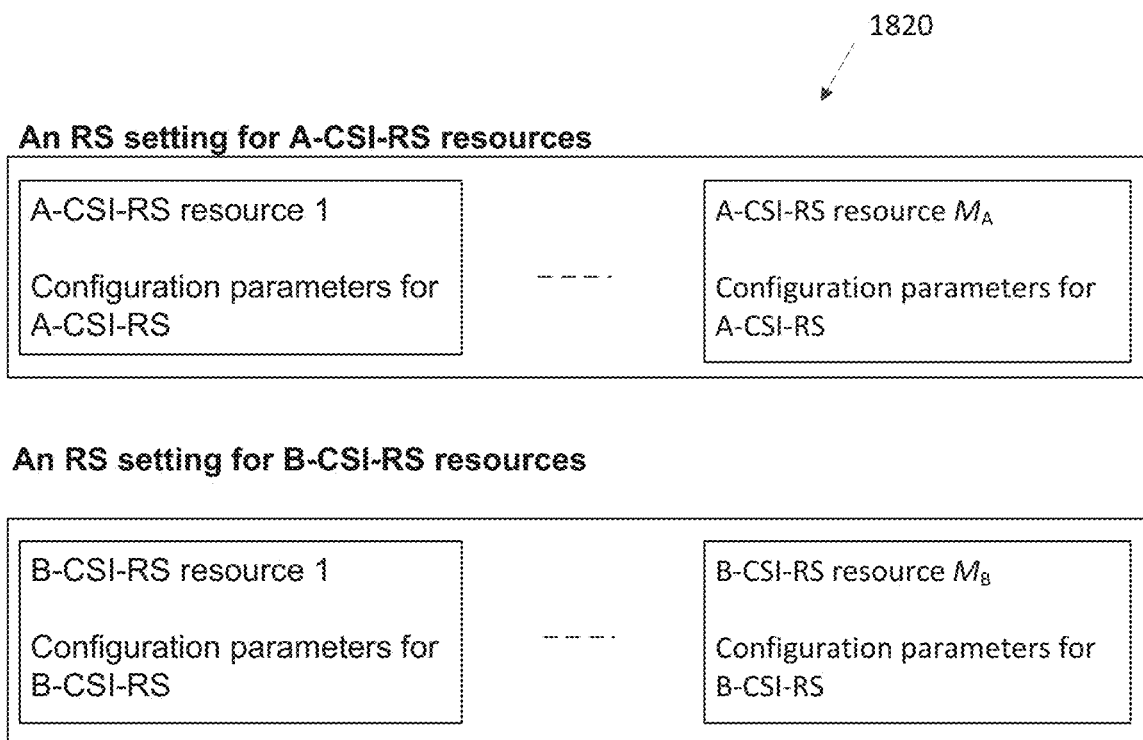 1820
An RS setting for A-CSI-RS resources
A-CSI-RS resource 1
Configuration parameters for
A-CSI-RS
A-CSI-RS resource M_A
Configuration parameters for
A-CSI-RS
An RS setting for B-CSI-RS resources
B-CSI-RS resource 1
Configuration parameters for
B-CSI-RS
B-CSI-RS resource M_B
Configuration parameters for
B-CSI-RS